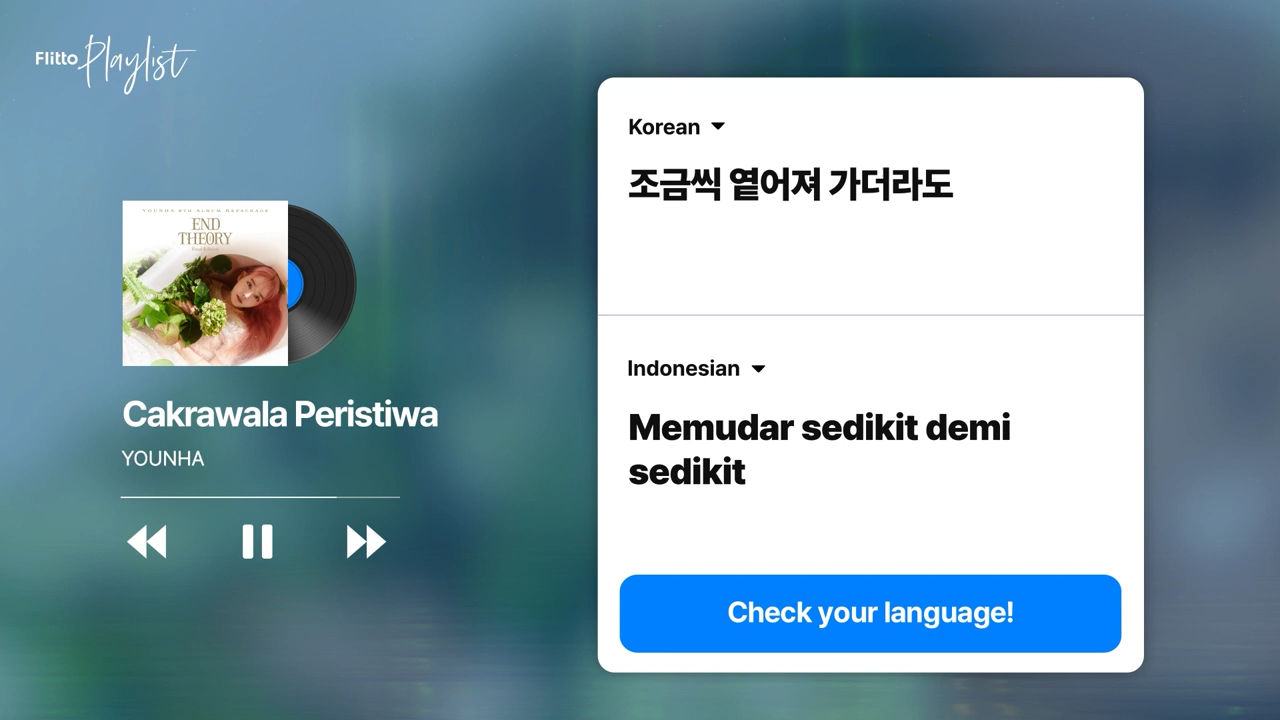 Flitto Playlist
YOUNHA 6TH ALBUM REPACKAGE
END
THEORY
Cakrawala Peristiwa
YOUNHA
Korean
조금씩 옅어져 가더라도
Indonesian
Memudar sedikit demi
sedikit
Check your language!